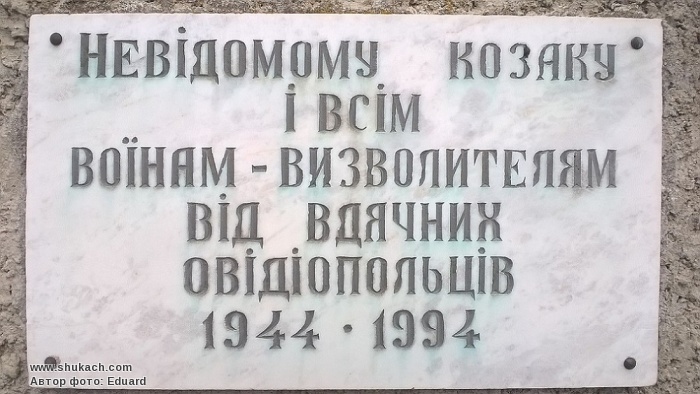 Невідомому козаку
і всім
воїнам - визволителям
від вдячних
овідіопольців
1944 · 1994
www.shukach.com
Автор фото: Eduard